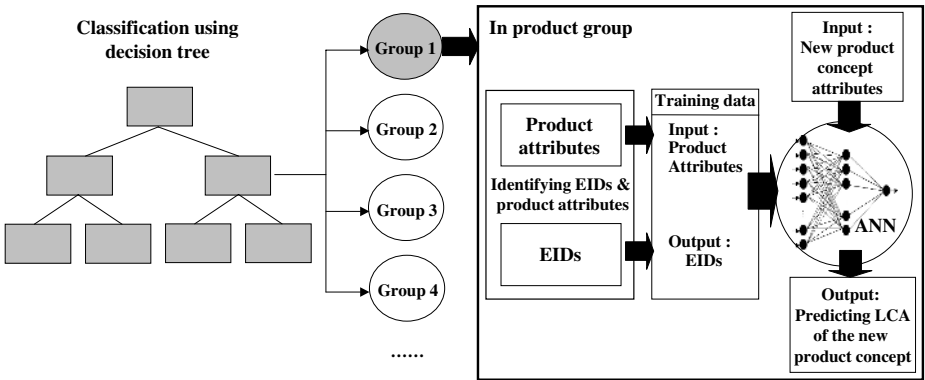 Classification using
decision tree
Group 1
Group 2
Group 3
Group 4
......
In product group
Product
attributes
Identifying EIDs &
product attributes
EIDs
Training data
Input :
Product
Attributes
Output :
EIDs
Input :
New product
concept
attributes
ANN
Output:
Predicting LCA
of the new
product concept